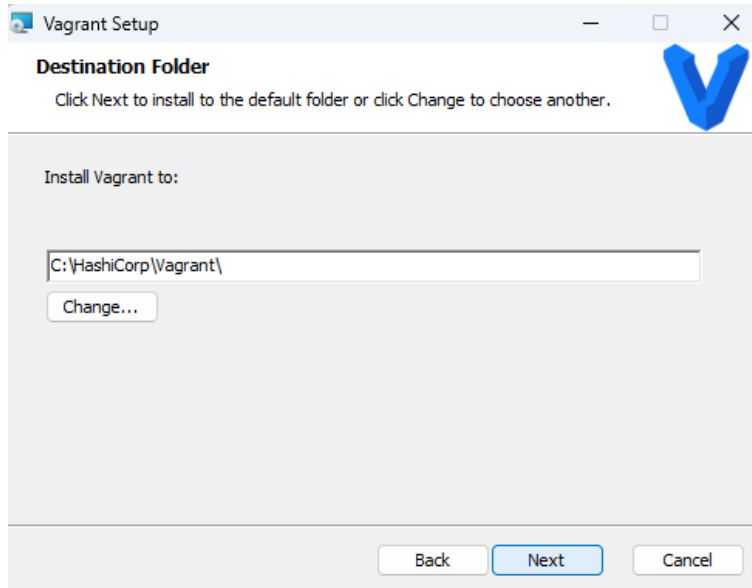 Vagrant Setup
Destination Folder
Click Next to install to the default folder or click Change to choose another.
Install Vagrant to:
C:\HashiCorp\Vagrant\
Change...
Back Next Cancel